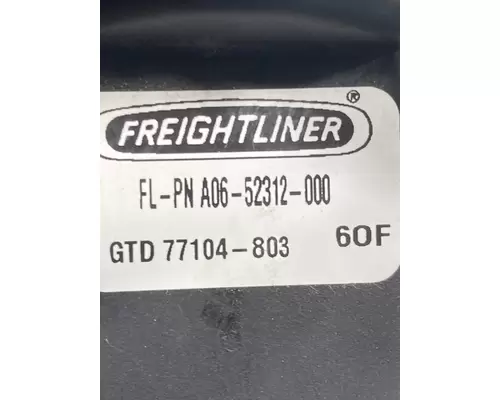 ®
FREIGHTLINER
FL-PN A06-52312-000
GTD 77104-803 60F